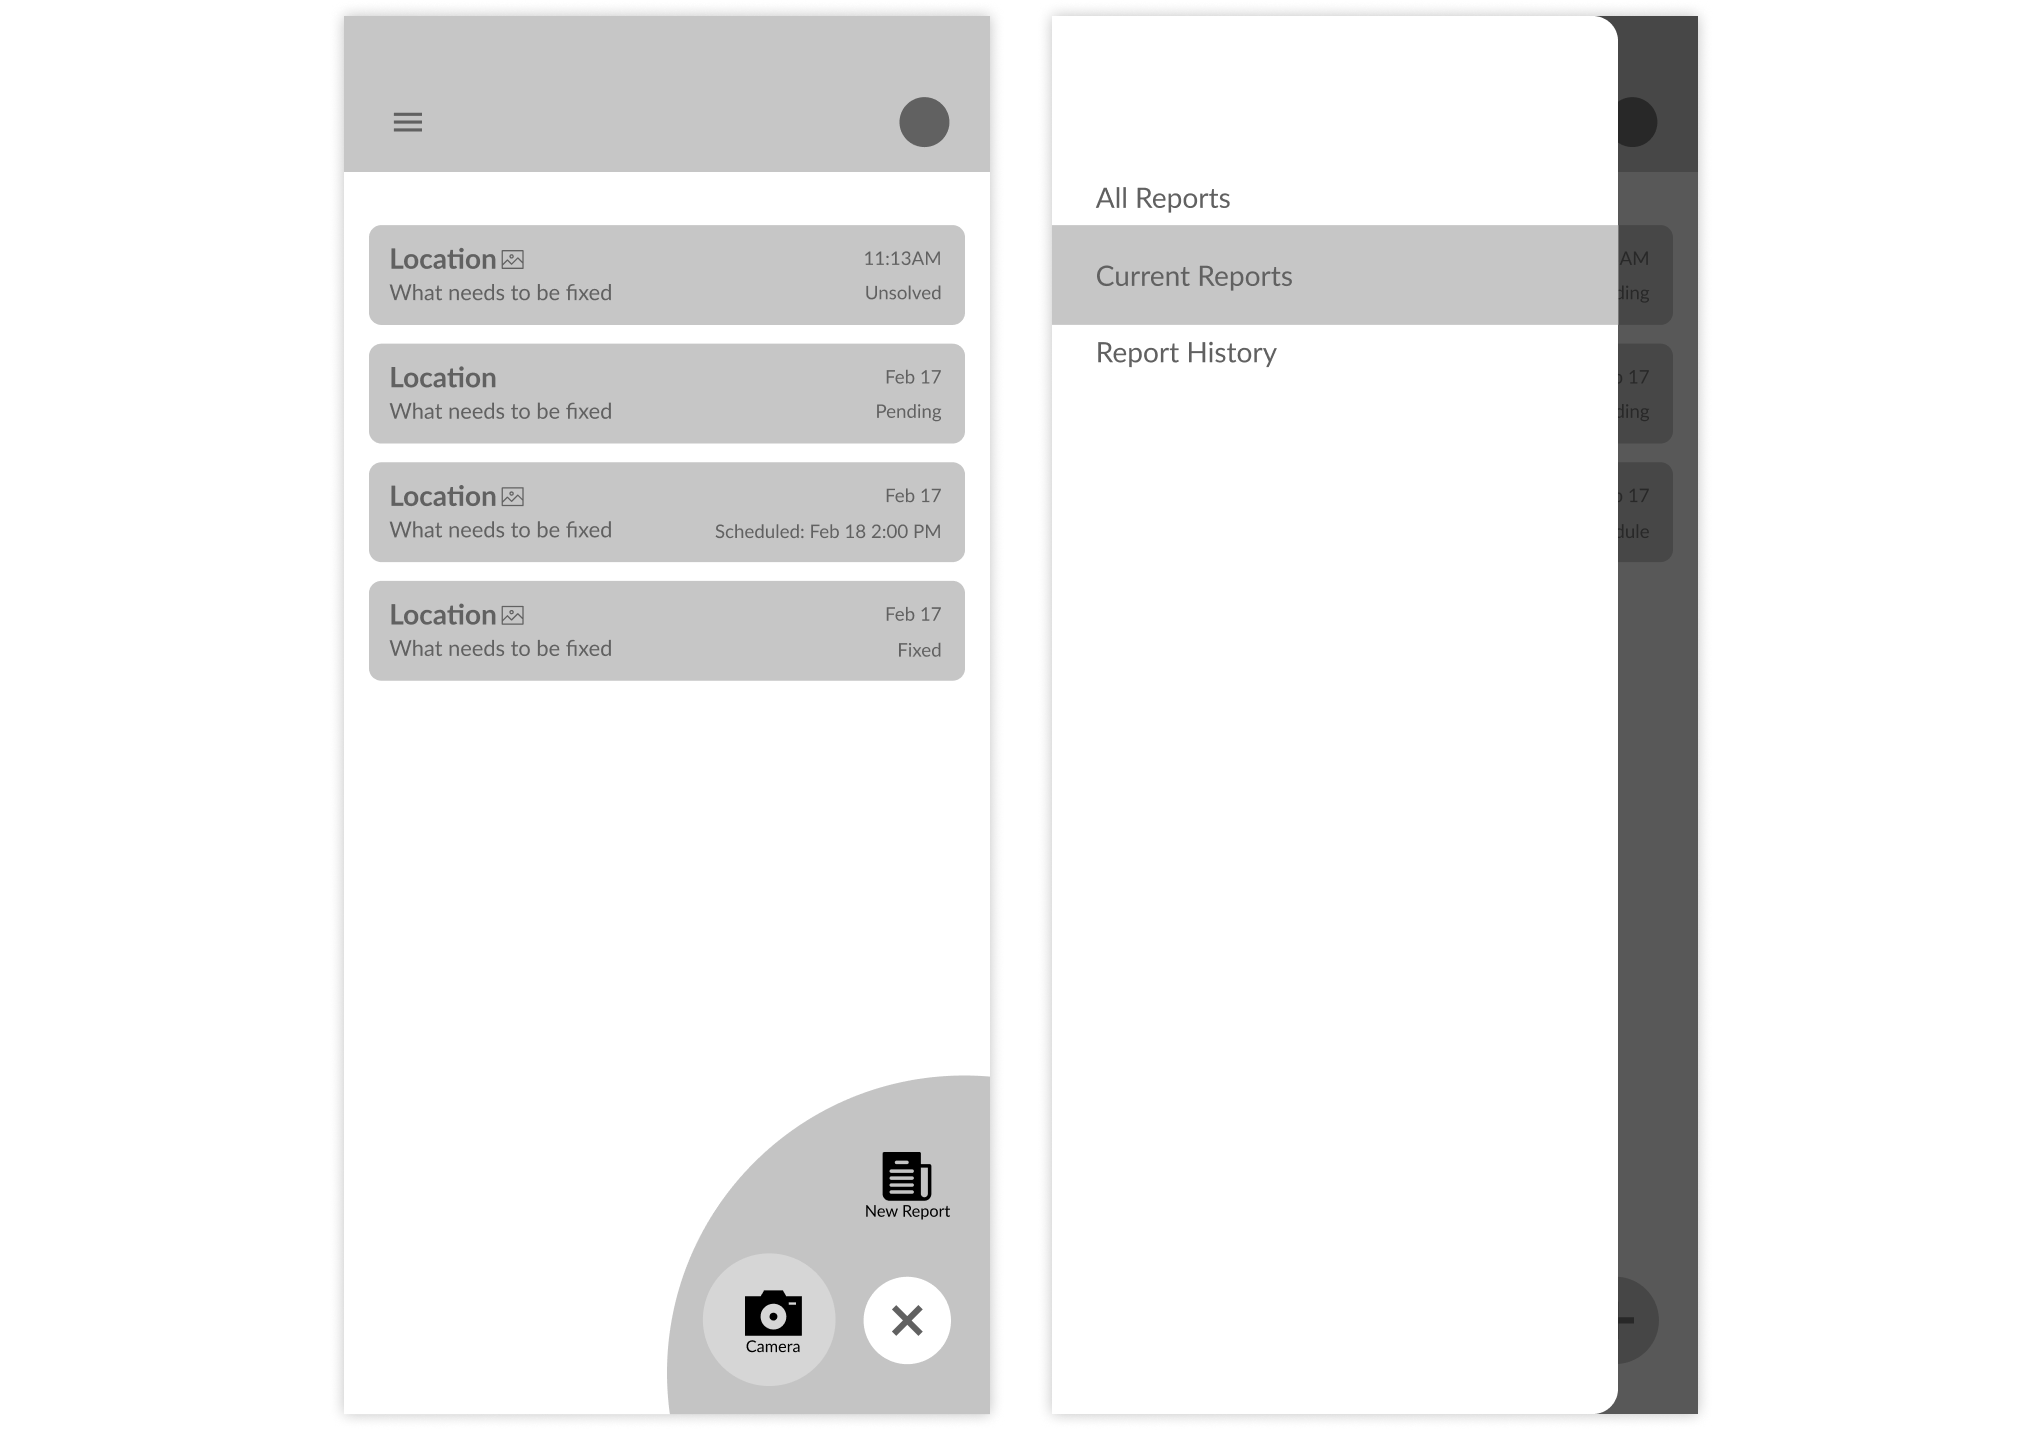 Location
11:13AM
What needs to be fixed
Unsolved
Location
Feb 17
What needs to be fixed
Pending
Location
Feb 17
What needs to be fixed
Scheduled: Feb 18 2:00 PM
Location
Feb 17
What needs to be fixed
Fixed
New Report
Camera
All Reports
Current Reports
Report History
AM
ding
17
ding
17
dule